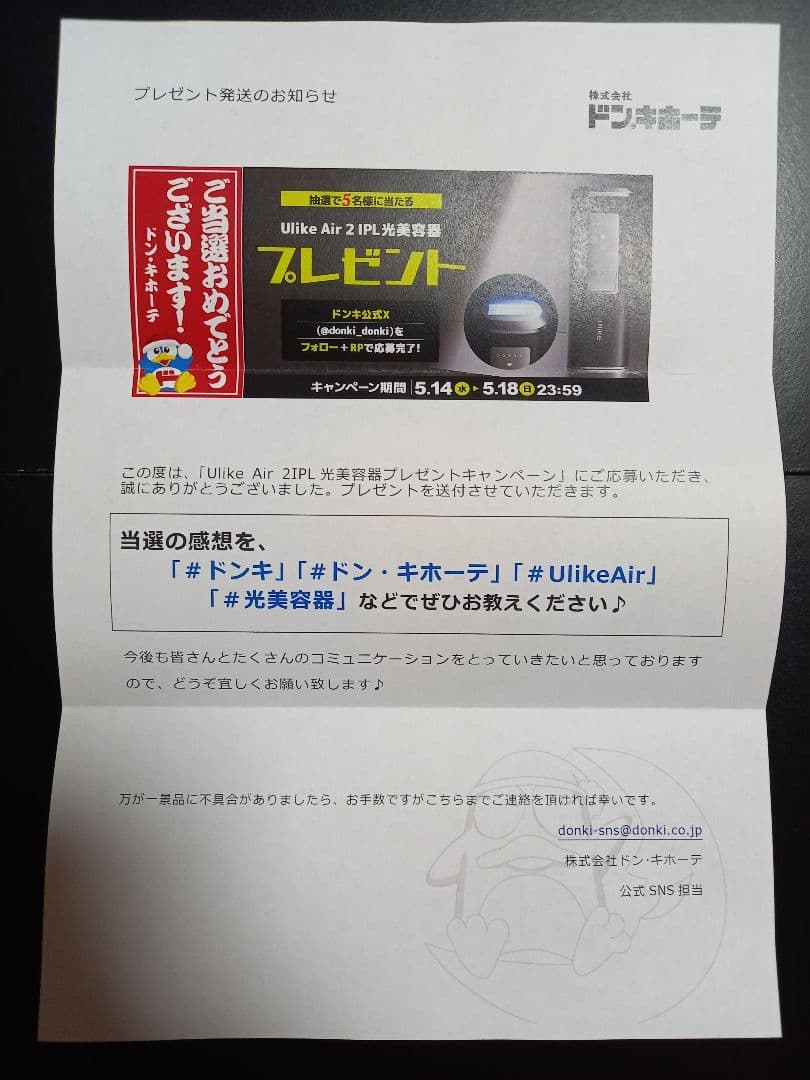 プレゼント発送のお知らせ
株式会社
ドン.キホーテ
ご当選おめでとう
ございます!
ドン・キホーテ
抽選で5名様に当たる
Ulike Air 2 IPL光美容器
プレゼント
ドンキ公式X
(@donki_donki)を
フォロー+RPで応募完了!
Ulike
キャンペーン期間 5.14水 ▶ 5.18日 23:59
この度は、「Ulike Air 2IPL光美容器プレゼントキャンペーン」にご応募いただき、
誠にありがとうございました。プレゼントを送付させていただきます。
当選の感想を、
「#ドンキ」「#ドン・キホーテ」「#UlikeAir」
「#光美容器」などでぜひお教えください♪
今後も皆さんとたくさんのコミュニケーションをとっていきたいと思っております
ので、どうぞ宜しくお願い致します♪
万が一景品に不具合がありましたら、お手数ですがこちらまでご連絡を頂ければ幸いです。
donki-sns@donki.co.jp
株式会社ドン・キホーテ
公式 SNS 担当